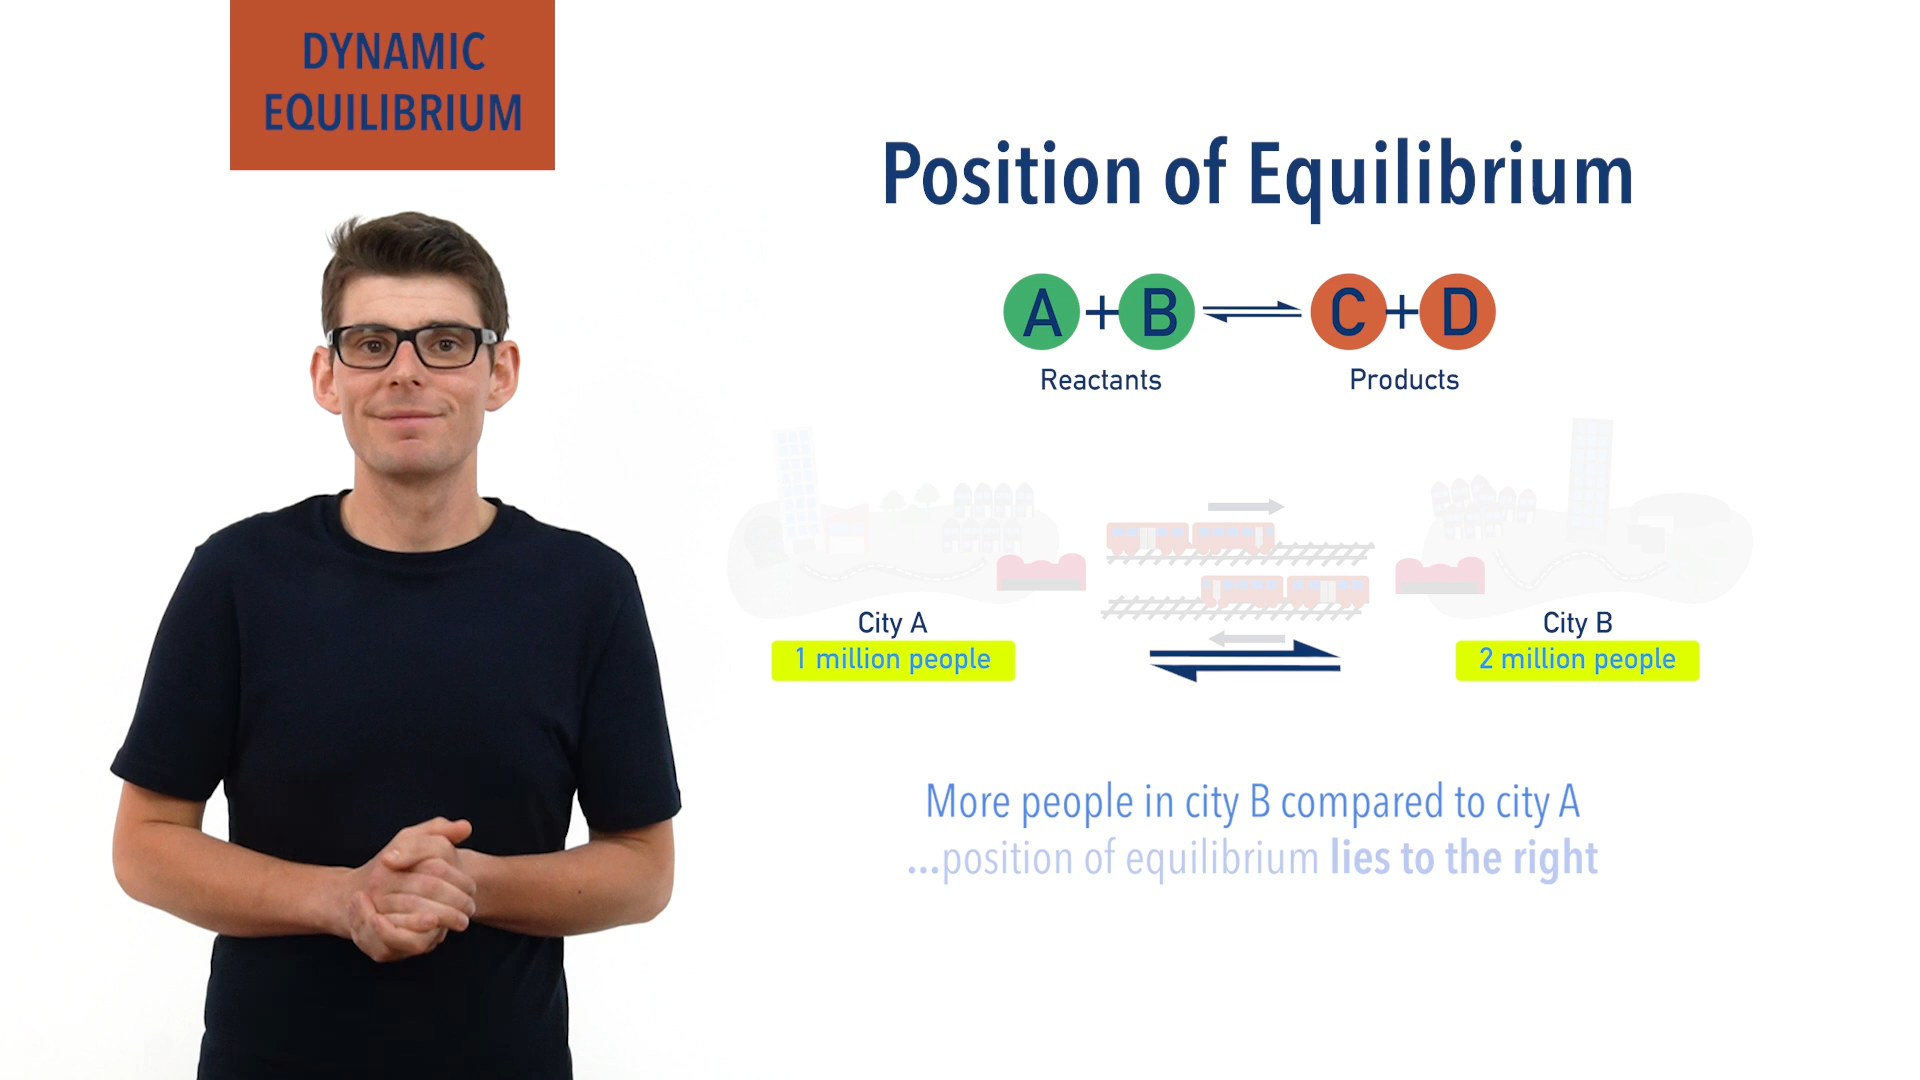 DYNAMIC
EQUILIBRIUM
Position of Equilibrium
A + B ⇌ C + D
Reactants Products
City A City B
1 million people 2 million people
More people in city B compared to city A
...position of equilibrium lies to the right